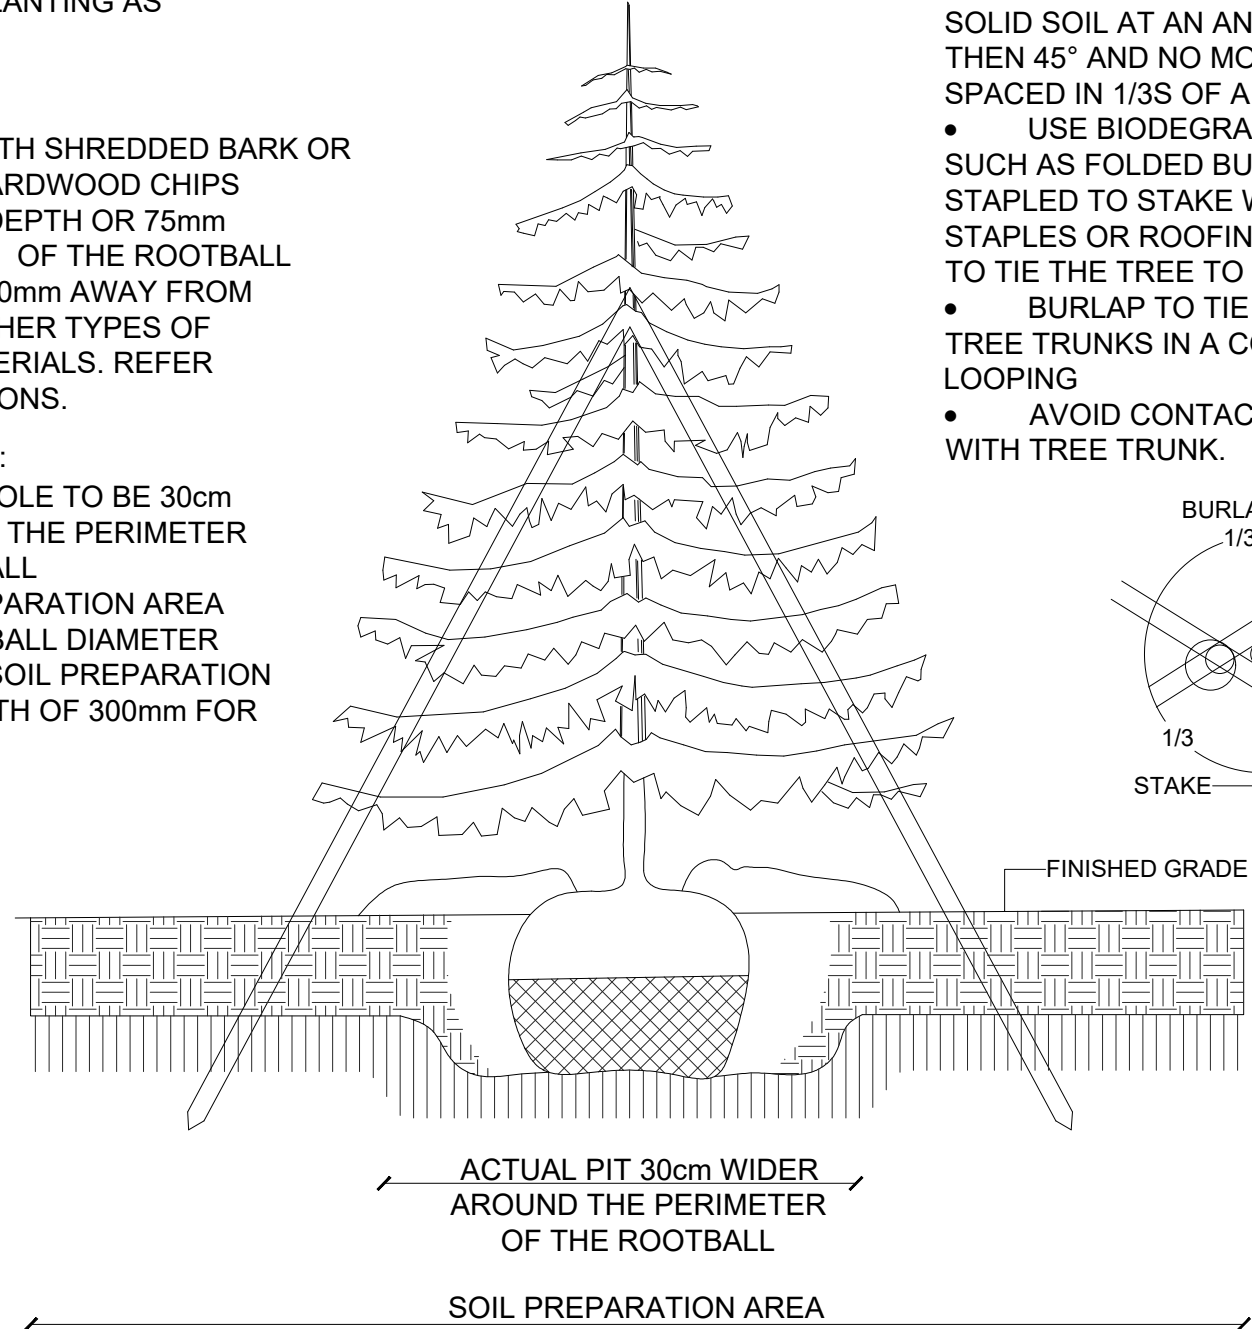 LANTING AS
TH SHREDDED BARK OR
ARDWOOD CHIPS
DEPTH OR 75mm
OF THE ROOTBALL
0mm AWAY FROM
HER TYPES OF
ERIALS. REFER
ONS.
:
OLE TO BE 30cm
THE PERIMETER
ALL
PARATION AREA
BALL DIAMETER
SOIL PREPARATION
TH OF 300mm FOR
SOLID SOIL AT AN AN
THEN 45° AND NO MO
SPACED IN 1/3S OF A
• USE BIODEGRA
SUCH AS FOLDED BU
STAPLED TO STAKE W
STAPLES OR ROOFIN
TO TIE THE TREE TO
• BURLAP TO TIE
TREE TRUNKS IN A CO
LOOPING
• AVOID CONTAC
WITH TREE TRUNK.
BURLA
1/3
1/3
STAKE
FINISHED GRADE
ACTUAL PIT 30cm WIDER
AROUND THE PERIMETER
OF THE ROOTBALL
SOIL PREPARATION AREA